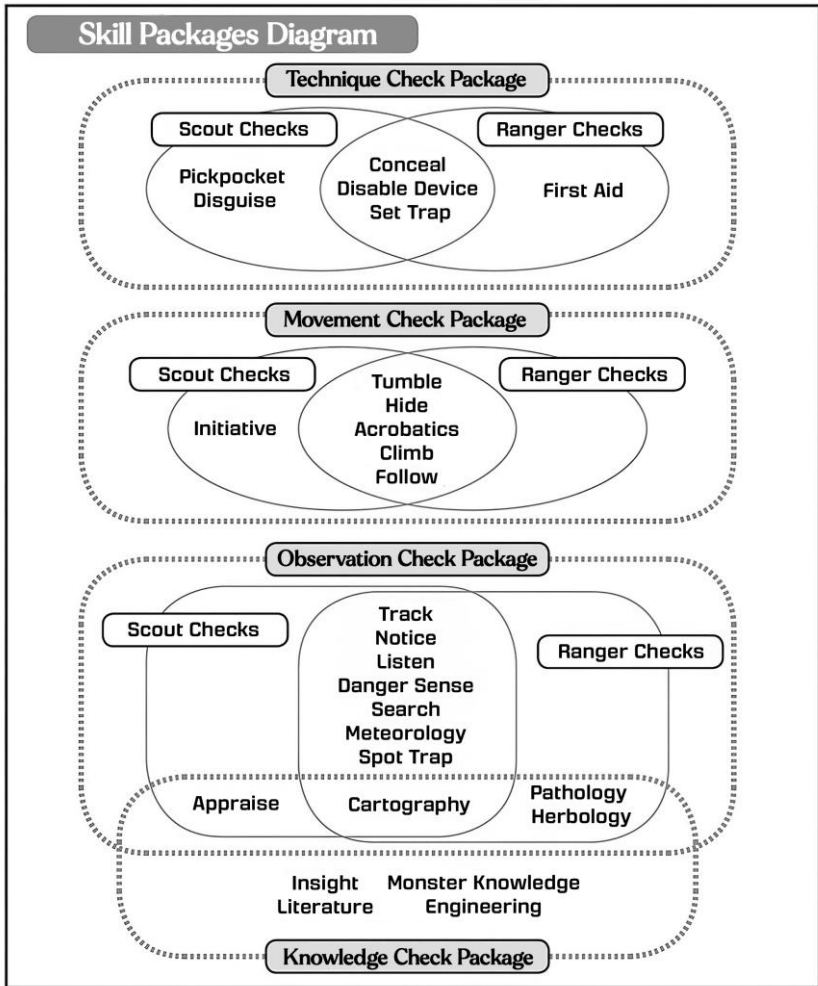 Skill Packages Diagram
Technique Check Package
Scout Checks
Ranger Checks
Pickpocket
Disguise
Conceal
Disable Device
Set Trap
First Aid
Movement Check Package
Scout Checks
Ranger Checks
Initiative
Tumble
Hide
Acrobatics
Climb
Follow
Observation Check Package
Scout Checks
Ranger Checks
Track
Notice
Listen
Danger Sense
Search
Meteorology
Spot Trap
Appraise
Cartography
Pathology
Herbology
Insight
Literature
Monster Knowledge
Engineering
Knowledge Check Package